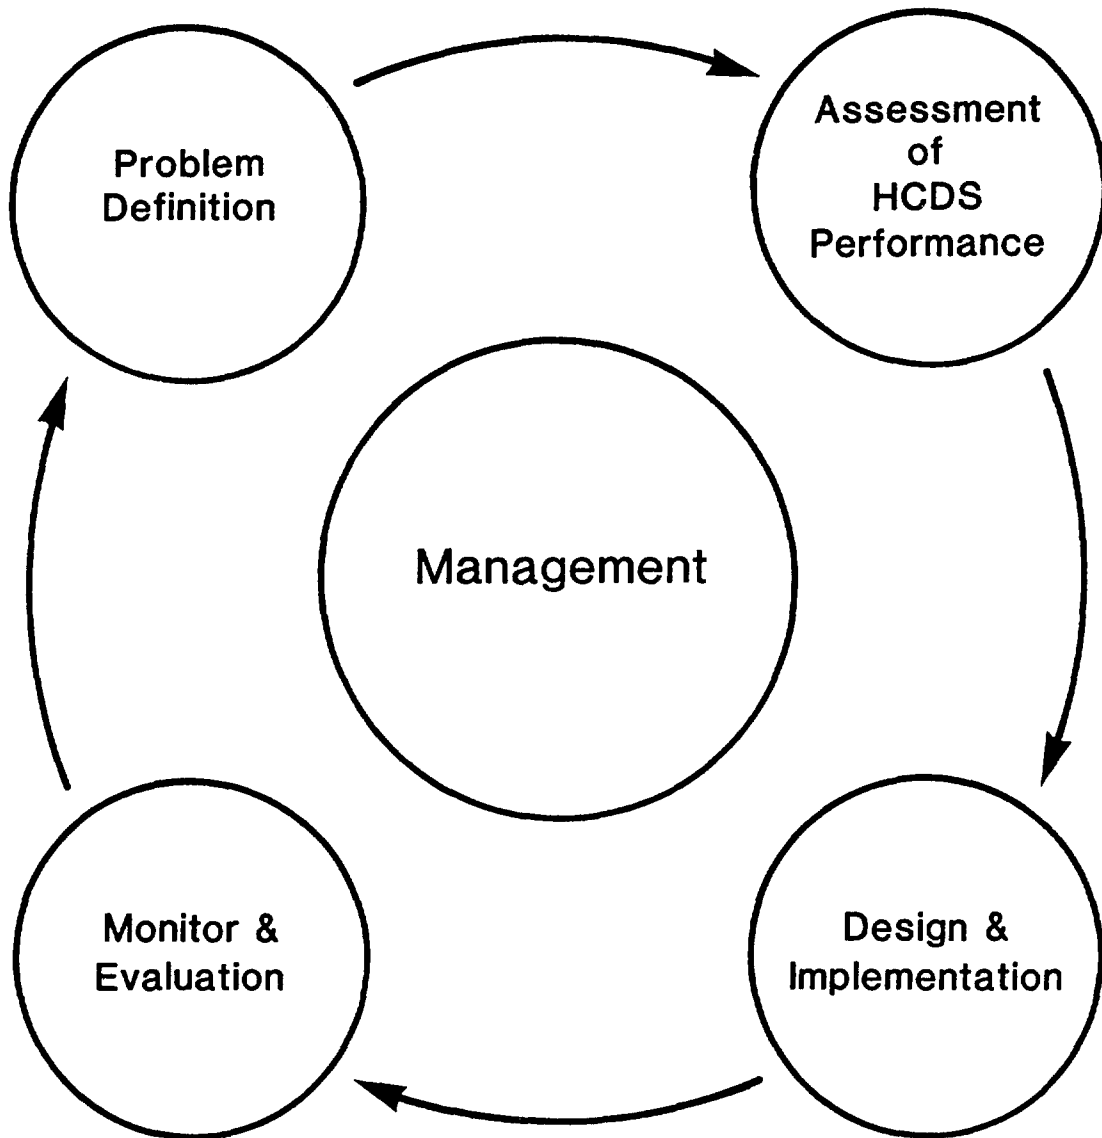 Problem
Definition
Assessment
of
HCDS
Performance
Management
Monitor &
Evaluation
Design &
Implementation